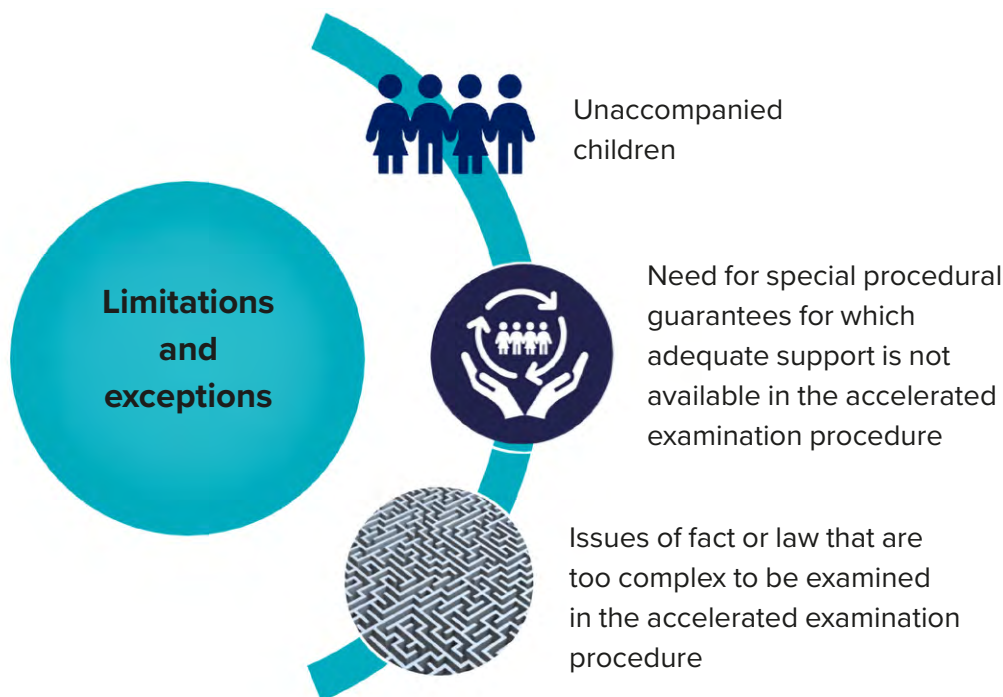 Limitations
and
exceptions
Unaccompanied
children
Need for special procedural
guarantees for which
adequate support is not
available in the accelerated
examination procedure
Issues of fact or law that are
too complex to be examined
in the accelerated examination
procedure